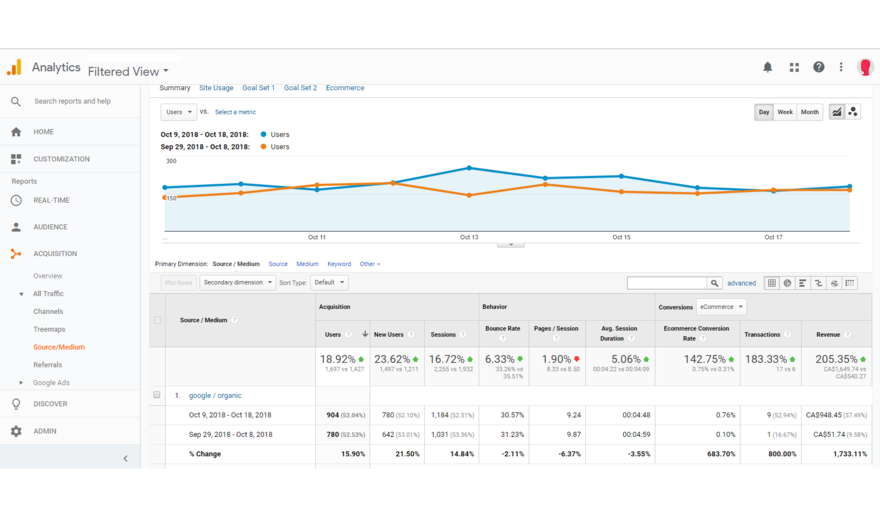 Analytics Filtered View
Summary Site Usage Goal Set 1 Goal Set 2 Ecommerce
Search reports and help
Users VS. Select a metric Day Week Month
HOME
Oct 9, 2018 - Oct 18, 2018: Users
Sep 29, 2018 - Oct 8, 2018: Users
CUSTOMIZATION
300
Reports
REAL-TIME
150
AUDIENCE
... Oct 11 Oct 13 Oct 15 Oct 17
ACQUISITION
Primary Dimension: Source / Medium Source Medium Keyword Other
Overview
Plot Rows Secondary dimension Sort Type: Default advanced
All Traffic
Channels
Treemaps
Source/Medium
Referrals
Google Ads
DISCOVER
ADMIN
Source / Medium ? Acquisition Behavior Conversions eCommerce
Users ? New Users ? Sessions ? Bounce Rate ? Pages / Session ? Avg. Session Duration ? Ecommerce Conversion Rate ? Transactions ? Revenue ?
18.92% 23.62% 16.72% 6.33% 1.90% 5.06% 142.75% 183.33% 205.35%
1,697 vs 1,427 1,497 vs 1,211 2,255 vs 1,932 33.26% vs 35.51% 8.33 vs 8.50 00:04:22 vs 00:04:09 0.75% vs 0.31% 17 vs 6 CA$1,649.74 vs CA$540.27
1. google / organic
Oct 9, 2018 - Oct 18, 2018 904 (52.04%) 780 (52.10%) 1,184 (52.51%) 30.57% 9.24 00:04:48 0.76% 9 (52.94%) CA$948.45 (57.49%)
Sep 29, 2018 - Oct 8, 2018 780 (52.53%) 642 (53.01%) 1,031 (53.36%) 31.23% 9.87 00:04:59 0.10% 1 (16.67%) CA$51.74 (9.58%)
% Change 15.90% 21.50% 14.84% -2.11% -6.37% -3.55% 683.70% 800.00% 1,733.11%